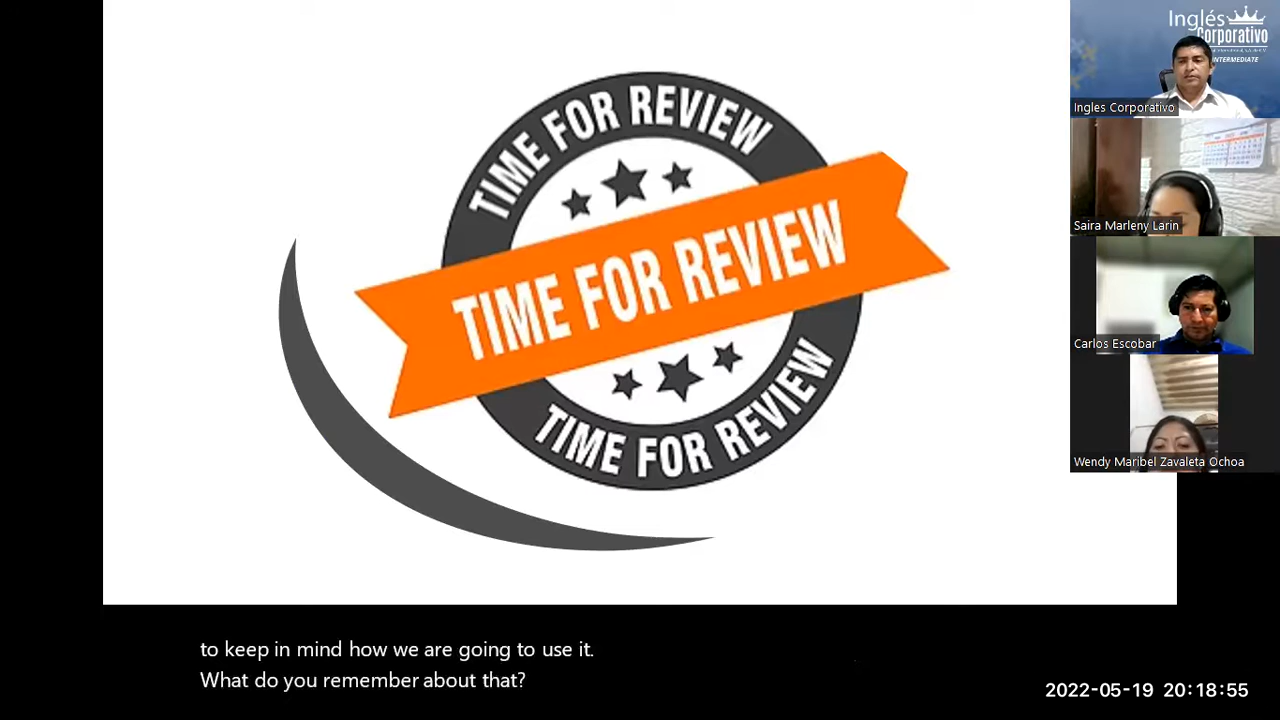 TIME FOR REVIEW
TIME FOR REVIEW
TIME FOR REVIEW
Inglés
Corporativo
INTERMEDIATE
Ingles Corporativo
Saira Marleny Larin
Carlos Escobar
Wendy Maribel Zavaleta Ochoa
to keep in mind how we are going to use it.
What do you remember about that?
2022-05-19 20:18:55